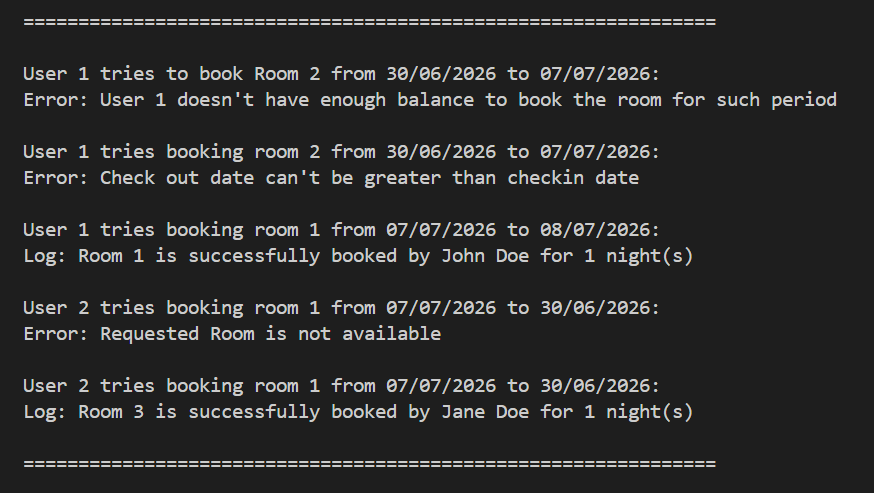 ===============================================================
User 1 tries to book Room 2 from 30/06/2026 to 07/07/2026:
Error: User 1 doesn't have enough balance to book the room for such period
User 1 tries booking room 2 from 30/06/2026 to 07/07/2026:
Error: Check out date can't be greater than checkin date
User 1 tries booking room 1 from 07/07/2026 to 08/07/2026:
Log: Room 1 is successfully booked by John Doe for 1 night(s)
User 2 tries booking room 1 from 07/07/2026 to 30/06/2026:
Error: Requested Room is not available
User 2 tries booking room 1 from 07/07/2026 to 30/06/2026:
Log: Room 3 is successfully booked by Jane Doe for 1 night(s)
===============================================================